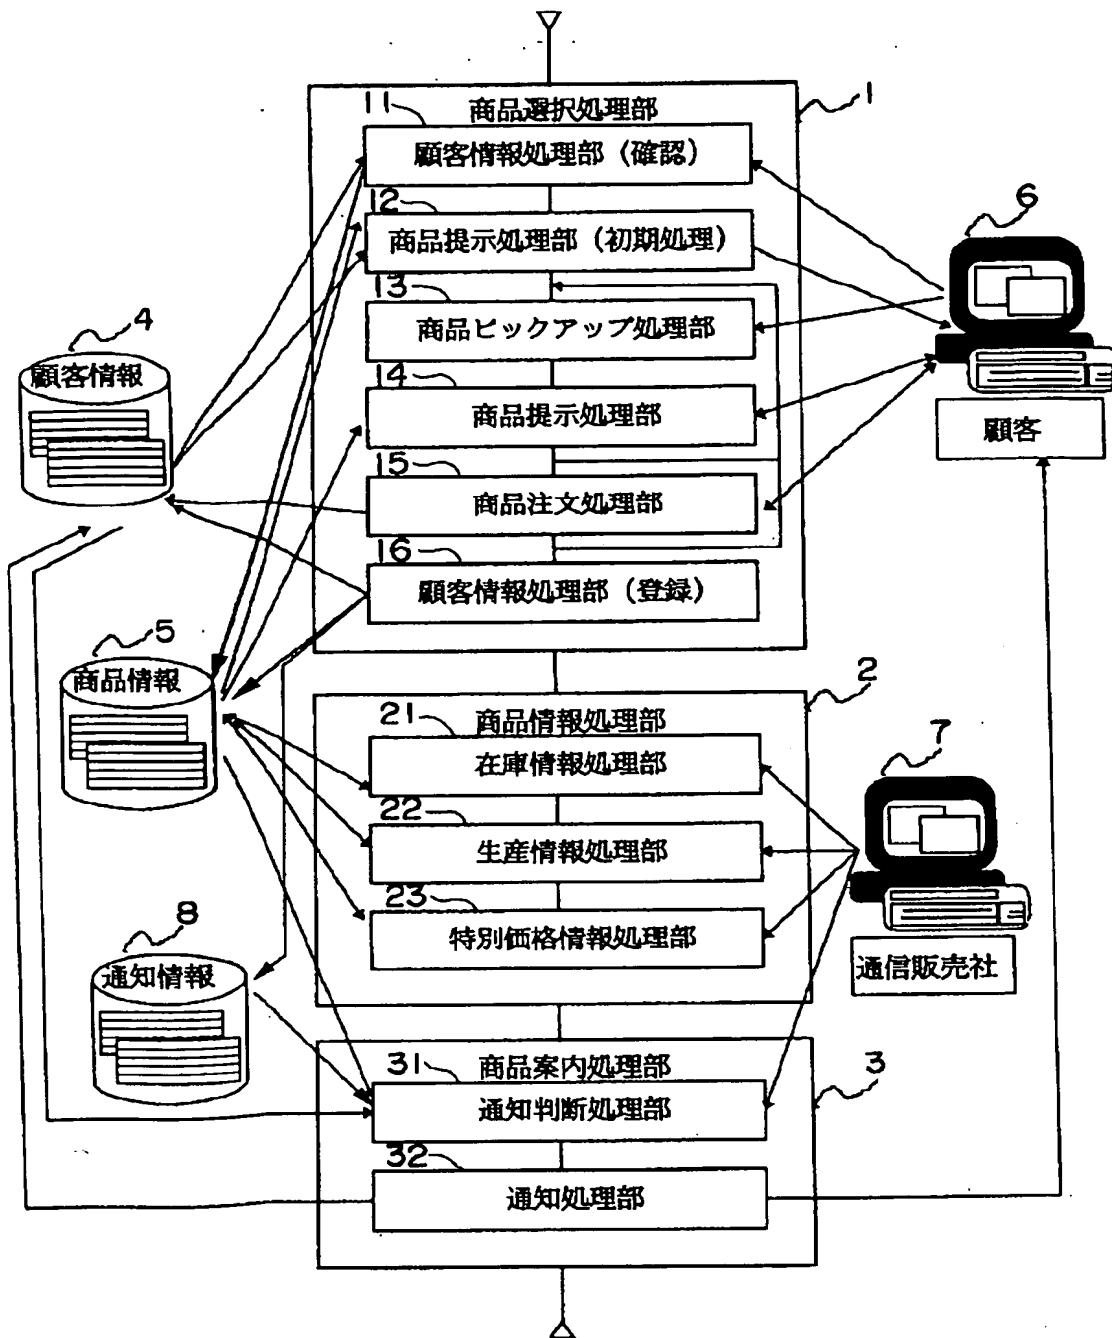 商品選択処理部
1
11
顧客情報処理部（確認）
12
商品提示処理部（初期処理）
6
13
商品ピックアップ処理部
4
顧客情報
14
商品提示処理部
顧客
15
商品注文処理部
16
顧客情報処理部（登録）
5
商品情報
2
商品情報処理部
21
在庫情報処理部
7
22
生産情報処理部
23
特別価格情報処理部
8
通知情報
通信販売社
商品案内処理部
3
31
通知判断処理部
32
通知処理部